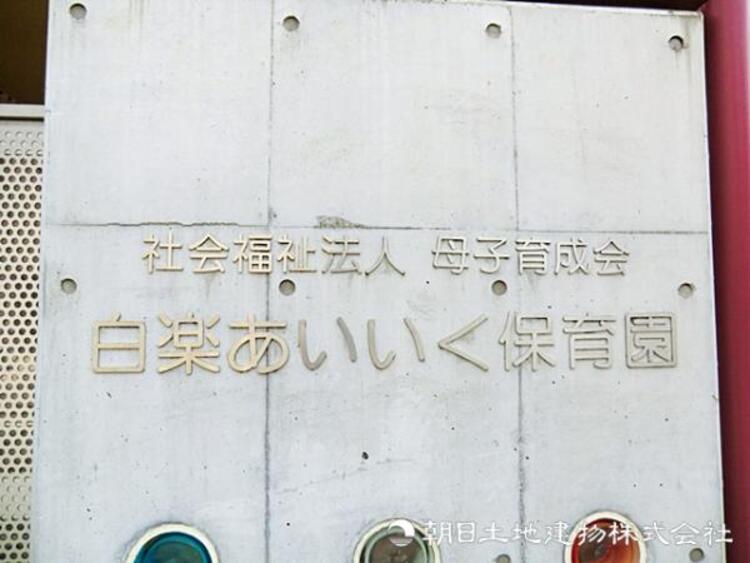 社会福祉法人 母子育成会
白楽あいいく保育園
朝日土地建物株式会社